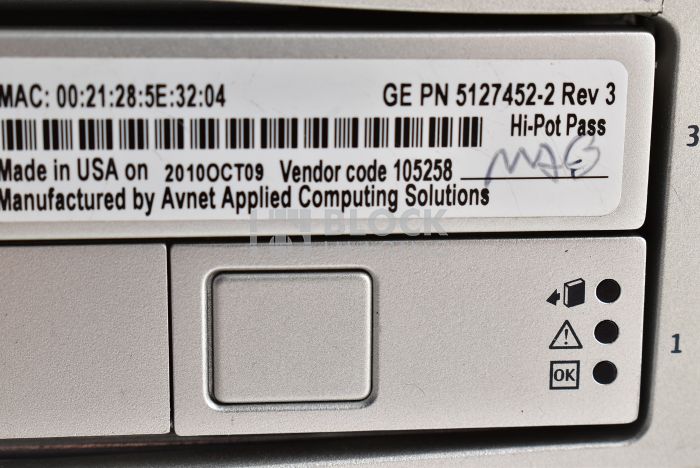 MAC: 00:21:28:5E:32:04
GE PN 5127452-2 Rev 3
Hi-Pot Pass
Made in USA on 2010OCT09 Vendor code 105258
Manufactured by Avnet Applied Computing Solutions
BLOCK
3
1
OK